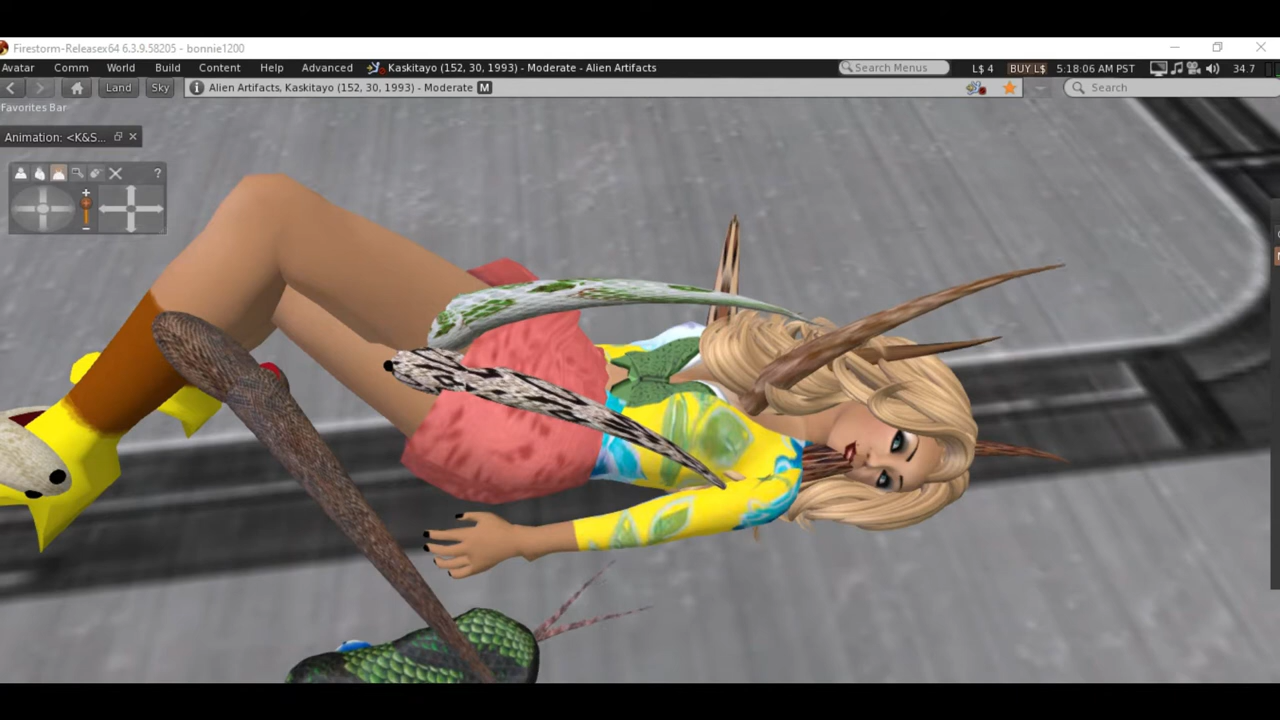 Firestorm-Releasex64 6.3.9.58205 - bonnie1200
Avatar Comm World Build Content Help Advanced Kaskitayo (152, 30, 1993) - Moderate - Alien Artifacts Search Menus L$ 4 BUY L$ 5:18:06 AM PST 34.7
Land Sky Alien Artifacts, Kaskitayo (152, 30, 1993) - Moderate M Search
Favorites Bar
Animation: <K&S...
?